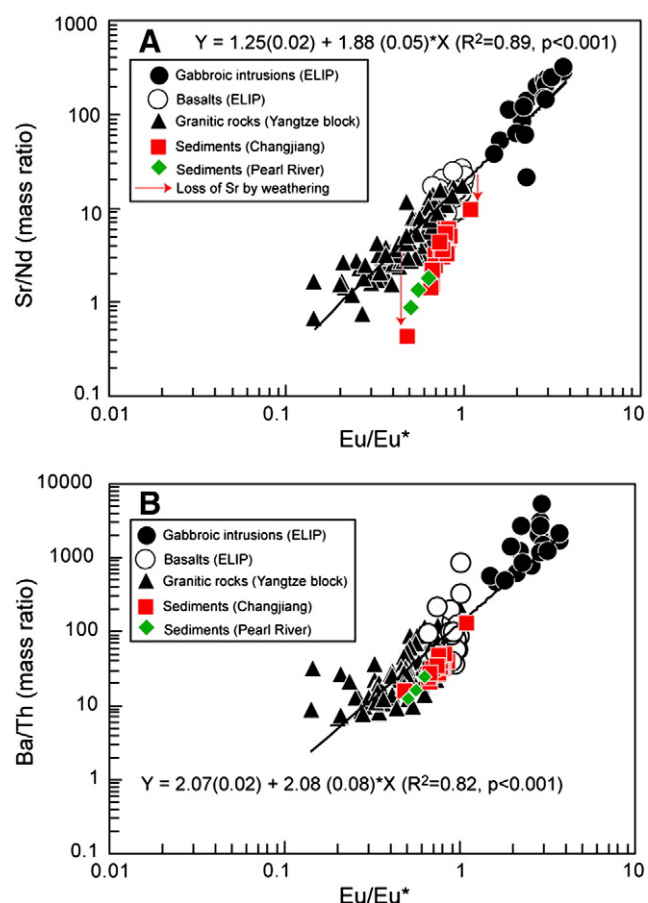 A
Y = 1.25(0.02) + 1.88 (0.05)*X (R²=0.89, p<0.001)
Gabbroic intrusions (ELIP)
Basalts (ELIP)
Granitic rocks (Yangtze block)
Sediments (Changjiang)
Sediments (Pearl River)
Loss of Sr by weathering
Sr/Nd (mass ratio)
1000
100
10
1
0.1
0.01
0.1
1
10
Eu/Eu*
B
Gabbroic intrusions (ELIP)
Basalts (ELIP)
Granitic rocks (Yangtze block)
Sediments (Changjiang)
Sediments (Pearl River)
Y = 2.07(0.02) + 2.08 (0.08)*X (R²=0.82, p<0.001)
Ba/Th (mass ratio)
10000
1000
100
10
1
0.1
0.01
0.1
1
10
Eu/Eu*